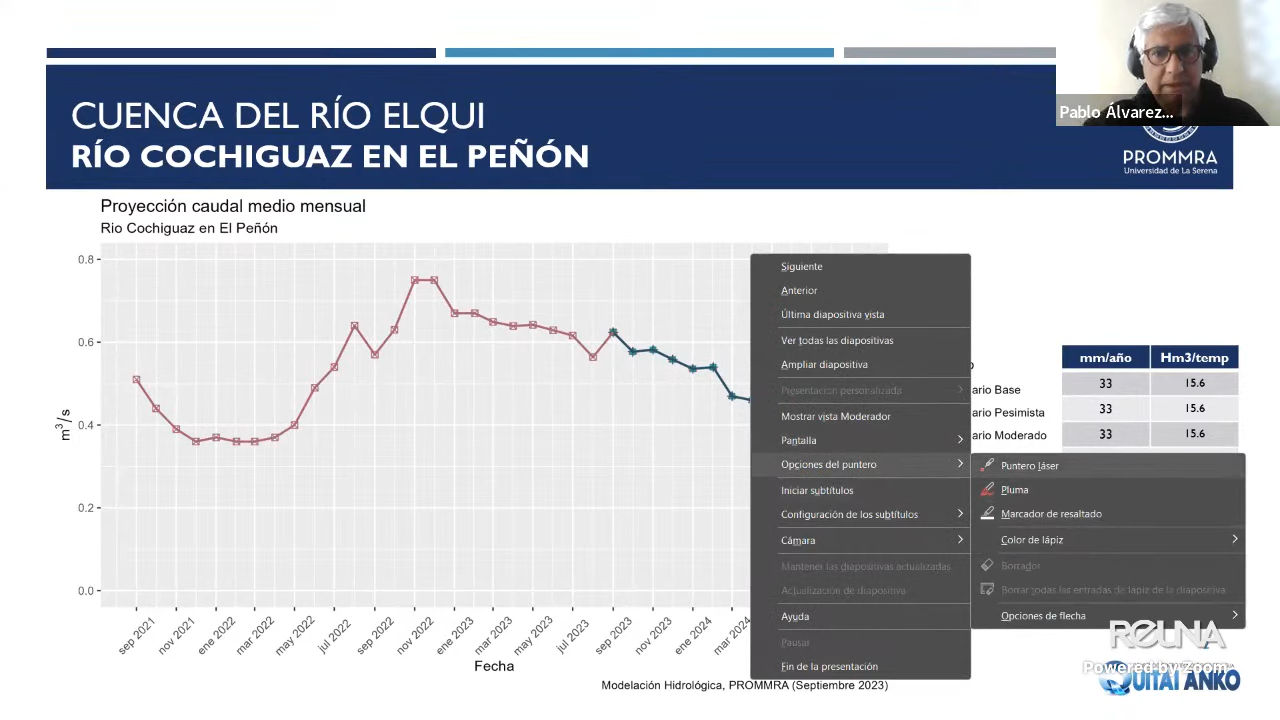 CUENCA DEL RÍO ELQUI
RÍO COCHIGUAZ EN EL PEÑÓN
Pablo Álvarez...
PROMMRA
Universidad de La Serena
Proyección caudal medio mensual
Rio Cochiguaz en El Peñón
m³/s
0.8
0.6
0.4
0.2
0.0
sep 2021
nov 2021
ene 2022
mar 2022
may 2022
jul 2022
sep 2022
nov 2022
ene 2023
mar 2023
may 2023
jul 2023
sep 2023
nov 2023
ene 2024
mar 2024
Fecha
Modelación Hidrológica, PROMMRA (Septiembre 2023)
Siguiente
Anterior
Última diapositiva vista
Ver todas las diapositivas
Ampliar diapositiva
Presentación personalizada
Mostrar vista Moderador
Pantalla
Opciones del puntero
Iniciar subtítulos
Configuración de los subtítulos
Cámara
Mantener las diapositivas actualizadas
Actualización de diapositiva
Ayuda
Pausar
Fin de la presentación
mm/año Hm3/temp
ario Base 33 15.6
ario Pesimista 33 15.6
ario Moderado 33 15.6
Puntero láser
Pluma
Marcador de resaltado
Color de lápiz
Borrador
Borrar todas las entradas de lápiz de la diapositiva
Opciones de flecha
REUNA
Powered by Zoom
QUITAI ANKO